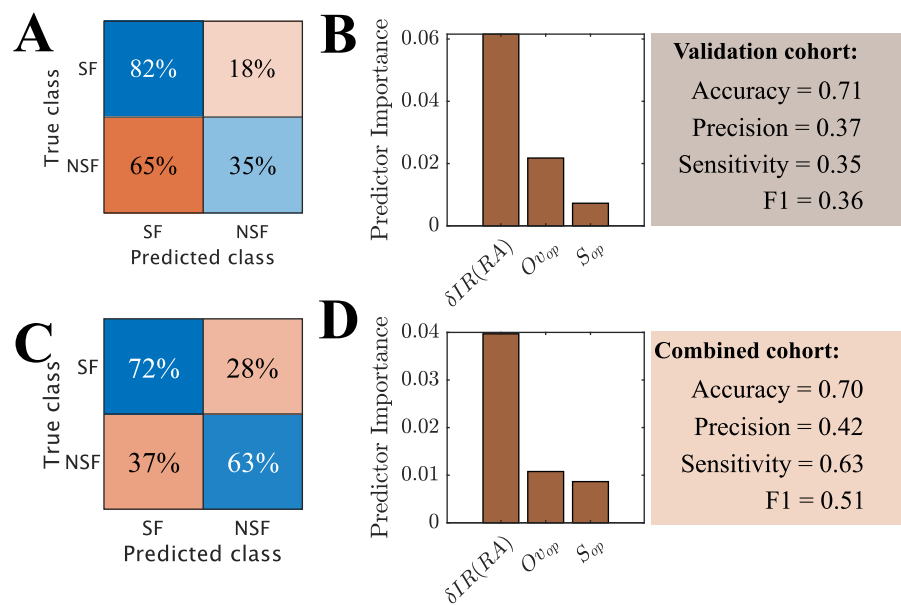 A
True class
SF
NSF
82%
18%
65%
35%
SF
NSF
Predicted class
B
Predictor Importance
0.06
0.04
0.02
0
δIR(RA)
Ov_op
S_op
Validation cohort:
Accuracy = 0.71
Precision = 0.37
Sensitivity = 0.35
F1 = 0.36
C
True class
SF
NSF
72%
28%
37%
63%
SF
NSF
Predicted class
D
Predictor Importance
0.04
0.03
0.02
0.01
0
δIR(RA)
Ov_op
S_op
Combined cohort:
Accuracy = 0.70
Precision = 0.42
Sensitivity = 0.63
F1 = 0.51